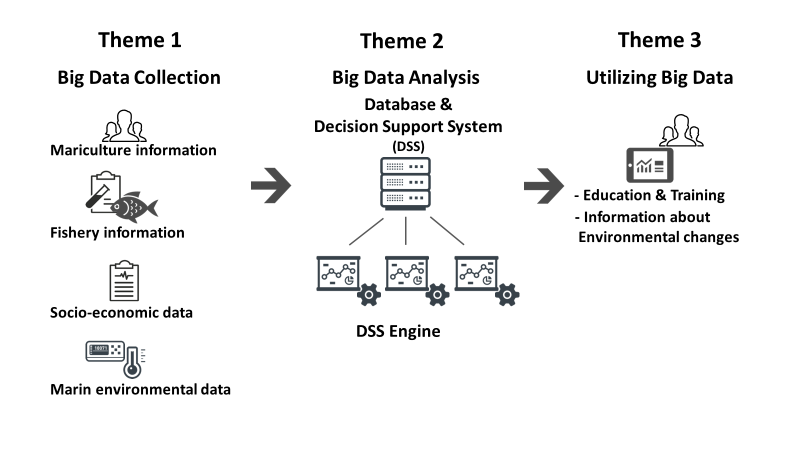 Theme 1
Big Data Collection
Mariculture information
Fishery information
Socio-economic data
Marin environmental data
Theme 2
Big Data Analysis
Database &
Decision Support System
(DSS)
DSS Engine
Theme 3
Utilizing Big Data
- Education & Training
- Information about
Environmental changes